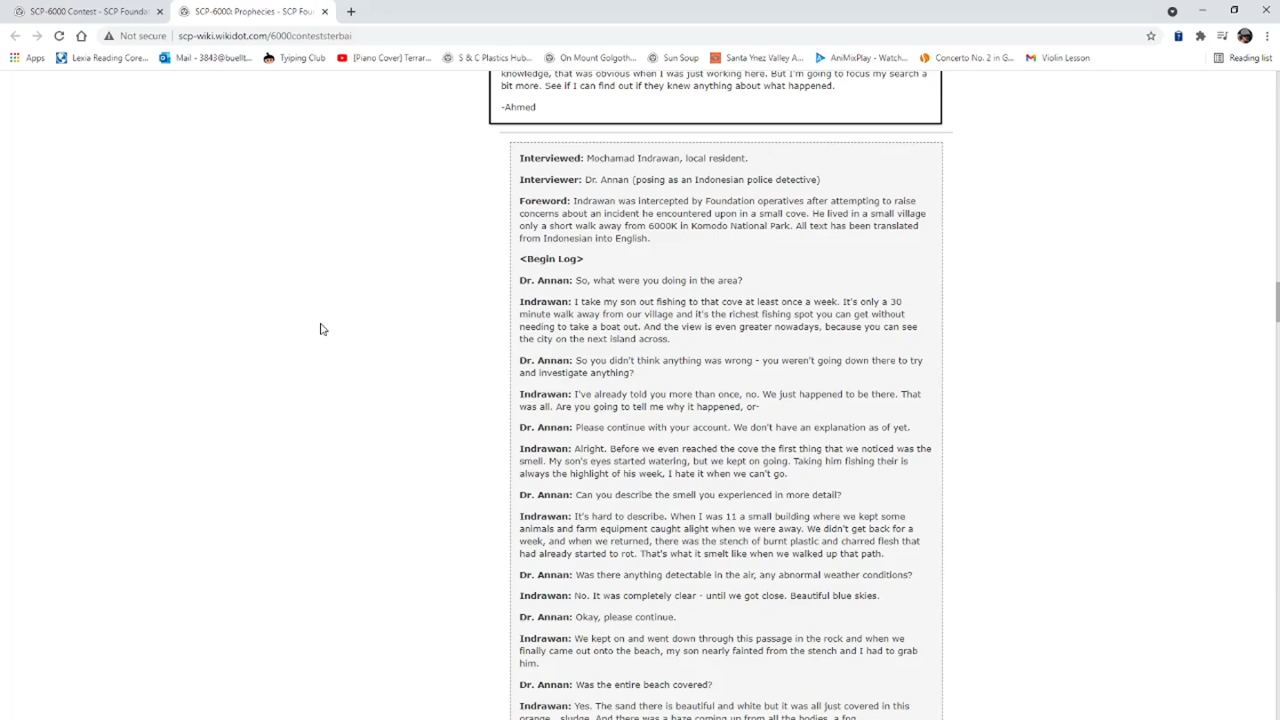 SCP-6000 Contest - SCP Foundat
SCP-6000: Prophecies - SCP Fou
Not secure
scp-wiki.wikidot.com/6000conteststerbai
Apps
Lexia Reading Core...
Mail - 3843@buellt...
Tyiping Club
[Piano Cover] Terrar...
S & C Plastics Hub...
On Mount Golgoth...
Sun Soup
Santa Ynez Valley A...
AniMixPlay - Watch...
Concerto No. 2 in G...
Violin Lesson
Reading list
knowledge, that was obvious when I was just working here. But I'm going to focus my search a
bit more. See if I can find out if they knew anything about what happened.
-Ahmed
Interviewed: Mochamad Indrawan, local resident.
Interviewer: Dr. Annan (posing as an Indonesian police detective)
Foreword: Indrawan was intercepted by Foundation operatives after attempting to raise
concerns about an incident he encountered upon in a small cove. He lived in a small village
only a short walk away from 6000K in Komodo National Park. All text has been translated
from Indonesian into English.
<Begin Log>
Dr. Annan: So, what were you doing in the area?
Indrawan: I take my son out fishing to that cove at least once a week. It's only a 30
minute walk away from our village and it's the richest fishing spot you can get without
needing to take a boat out. And the view is even greater nowadays, because you can see
the city on the next island across.
Dr. Annan: So you didn't think anything was wrong - you weren't going down there to try
and investigate anything?
Indrawan: I've already told you more than once, no. We just happened to be there. That
was all. Are you going to tell me why it happened, or-
Dr. Annan: Please continue with your account. We don't have an explanation as of yet.
Indrawan: Alright. Before we even reached the cove the first thing that we noticed was the
smell. My son's eyes started watering, but we kept on going. Taking him fishing their is
always the highlight of his week, I hate it when we can't go.
Dr. Annan: Can you describe the smell you experienced in more detail?
Indrawan: It's hard to describe. When I was 11 a small building where we kept some
animals and farm equipment caught alight when we were away. We didn't get back for a
week, and when we returned, there was the stench of burnt plastic and charred flesh that
had already started to rot. That's what it smelt like when we walked up that path.
Dr. Annan: Was there anything detectable in the air, any abnormal weather conditions?
Indrawan: No. It was completely clear - until we got close. Beautiful blue skies.
Dr. Annan: Okay, please continue.
Indrawan: We kept on and went down through this passage in the rock and when we
finally came out onto the beach, my son nearly fainted from the stench and I had to grab
him.
Dr. Annan: Was the entire beach covered?
Indrawan: Yes. The sand there is beautiful and white but it was all just covered in this
orange... sludge. And there was a haze coming up from all the bodies, a fog